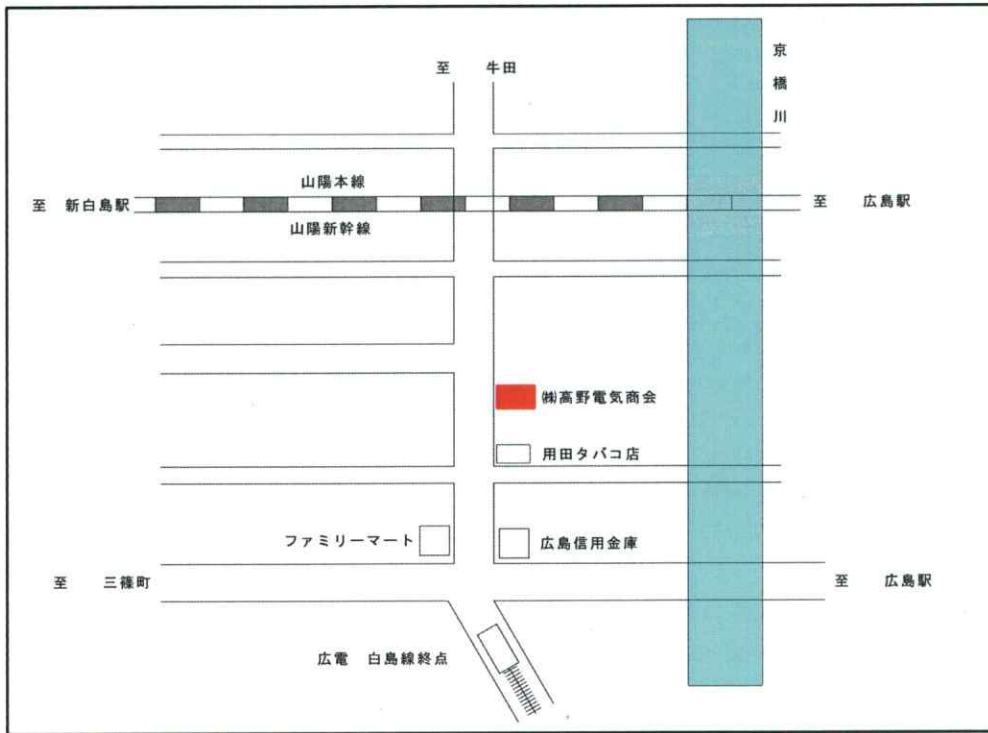 至 牛田
京橋川
山陽本線
至 新白島駅
至 広島駅
山陽新幹線
㈱高野電気商会
用田タバコ店
ファミリーマート
広島信用金庫
至 三篠町
至 広島駅
広電 白島線終点